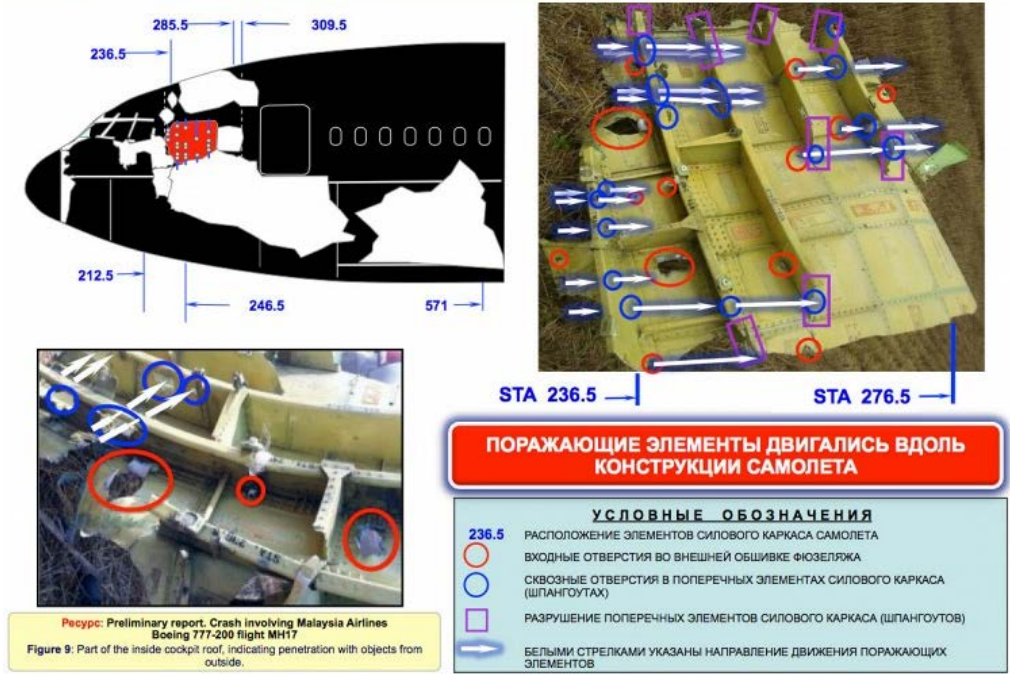 285.5
309.5
236.5
212.5
246.5
571
STA 236.5
STA 276.5
ПОРАЖАЮЩИЕ ЭЛЕМЕНТЫ ДВИГАЛИСЬ ВДОЛЬ
КОНСТРУКЦИИ САМОЛЕТА
УСЛОВНЫЕ ОБОЗНАЧЕНИЯ
236.5 РАСПОЛОЖЕНИЕ ЭЛЕМЕНТОВ СИЛОВОГО КАРКАСА САМОЛЕТА
ВХОДНЫЕ ОТВЕРСТИЯ ВО ВНЕШНЕЙ ОБШИВКЕ ФЮЗЕЛЯЖА
СКВОЗНЫЕ ОТВЕРСТИЯ В ПОПЕРЕЧНЫХ ЭЛЕМЕНТАХ СИЛОВОГО КАРКАСА
(ШПАНГОУТАХ)
РАЗРУШЕНИЕ ПОПЕРЕЧНЫХ ЭЛЕМЕНТОВ СИЛОВОГО КАРКАСА (ШПАНГОУТОВ)
БЕЛЫМИ СТРЕЛКАМИ УКАЗАНЫ НАПРАВЛЕНИЕ ДВИЖЕНИЯ ПОРАЖАЮЩИХ
ЭЛЕМЕНТОВ
Ресурс: Preliminary report. Crash involving Malaysia Airlines
Boeing 777-200 flight MH17
Figure 9: Part of the inside cockpit roof, indicating penetration with objects from
outside.